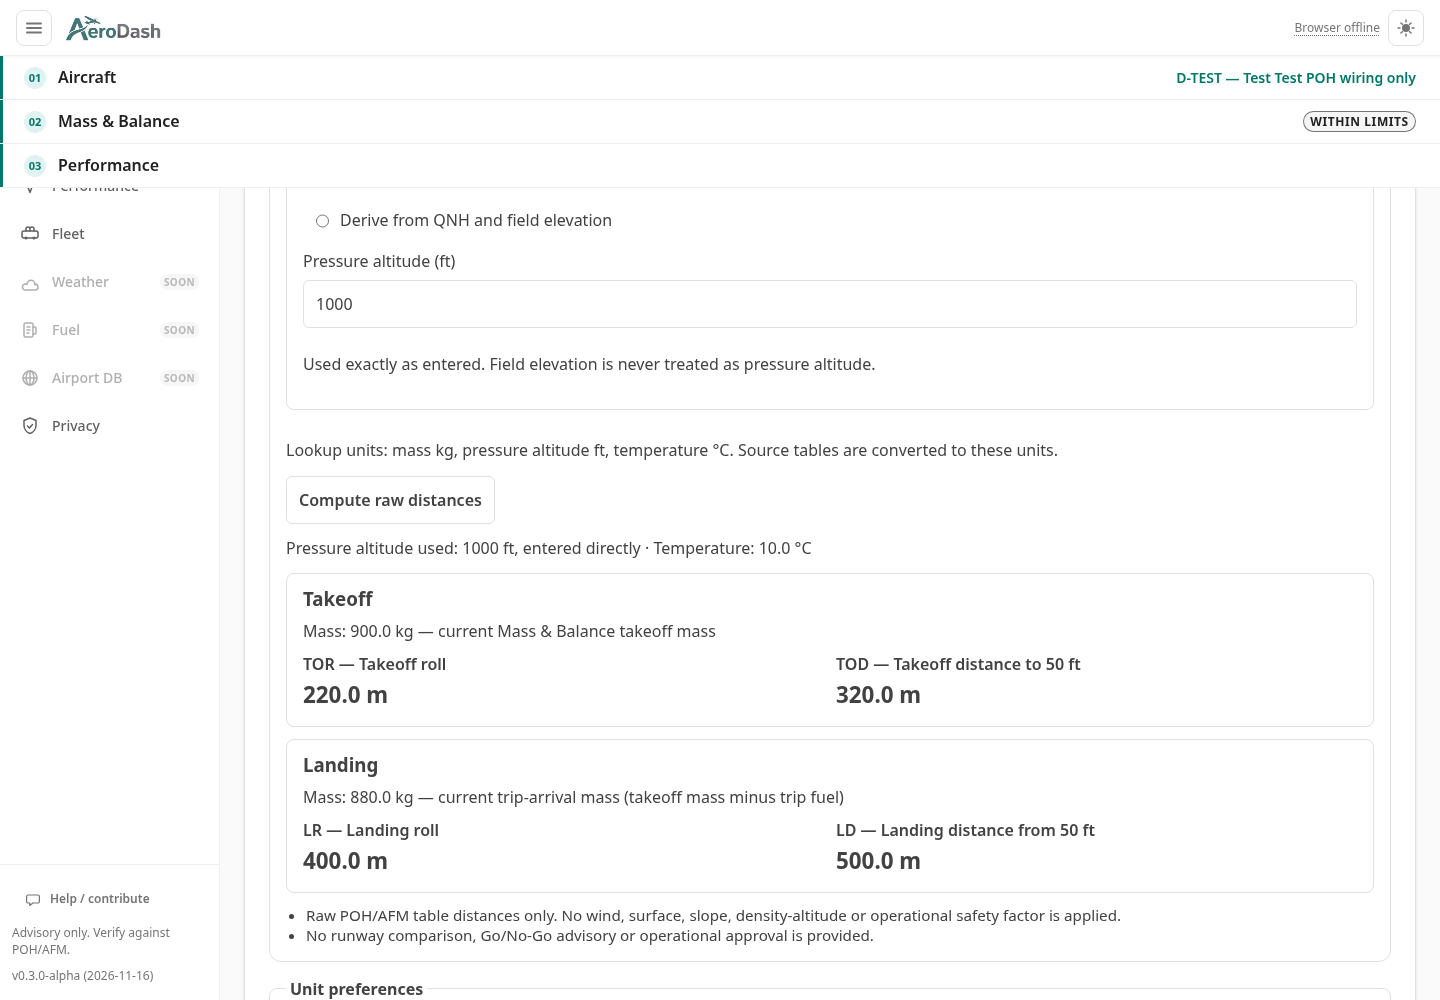 AeroDash
Browser offline
01 Aircraft
D-TEST — Test Test POH wiring only
02 Mass & Balance
WITHIN LIMITS
03 Performance
Performance
Fleet
Weather SOON
Fuel SOON
Airport DB SOON
Privacy
Help / contribute
Advisory only. Verify against
POH/AFM.
v0.3.0-alpha (2026-11-16)
Derive from QNH and field elevation
Pressure altitude (ft)
1000
Used exactly as entered. Field elevation is never treated as pressure altitude.
Lookup units: mass kg, pressure altitude ft, temperature °C. Source tables are converted to these units.
Compute raw distances
Pressure altitude used: 1000 ft, entered directly · Temperature: 10.0 °C
Takeoff
Mass: 900.0 kg — current Mass & Balance takeoff mass
TOR — Takeoff roll
220.0 m
TOD — Takeoff distance to 50 ft
320.0 m
Landing
Mass: 880.0 kg — current trip-arrival mass (takeoff mass minus trip fuel)
LR — Landing roll
400.0 m
LD — Landing distance from 50 ft
500.0 m
• Raw POH/AFM table distances only. No wind, surface, slope, density-altitude or operational safety factor is applied.
• No runway comparison, Go/No-Go advisory or operational approval is provided.
Unit preferences